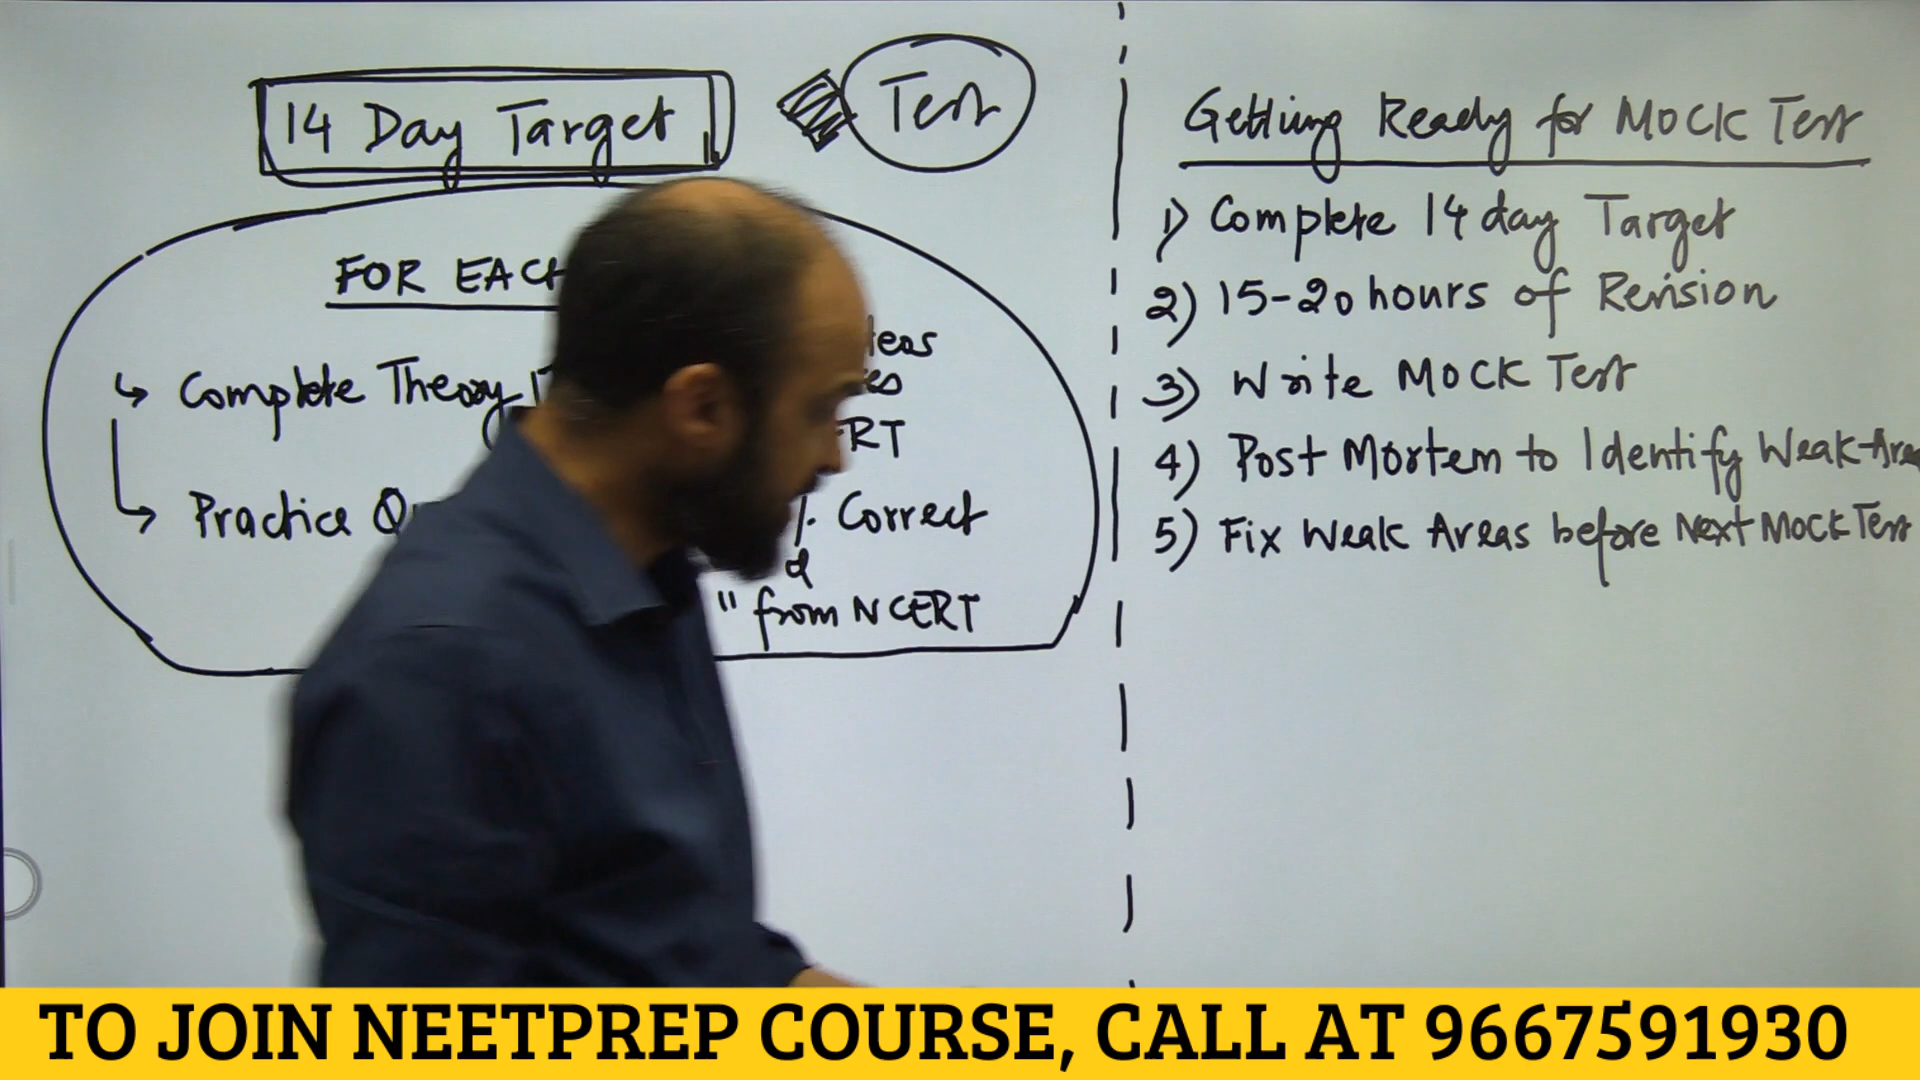 14 Day Target
Test
FOR EACH
Complete Theory
Practice
Correct
&
" from NCERT
Getting Ready for MOCK Test
1) Complete 14 day Target
2) 15-20 hours of Revision
3) Write MOCK Test
4) Post Mortem to Identify Weak
5) Fix Weak Areas before Next Mock Test
TO JOIN NEETPREP COURSE, CALL AT 9667591930